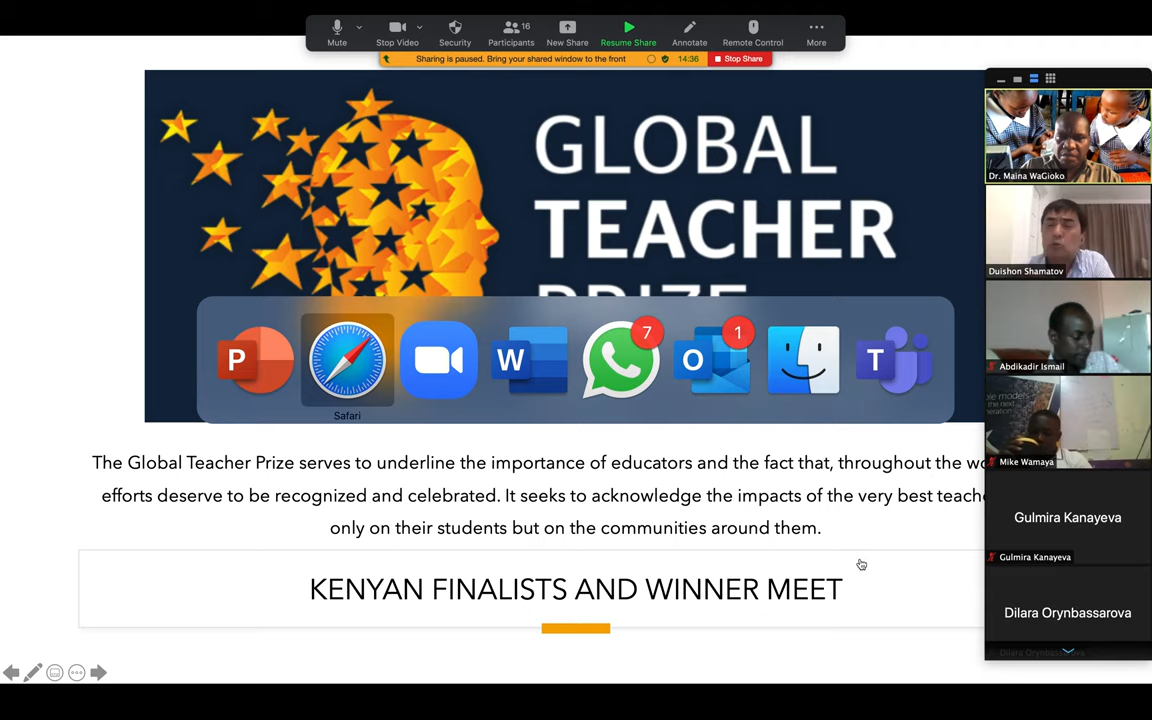 16
Mute
Stop Video
Security
Participants
New Share
Resume Share
Annotate
Remote Control
More
Sharing is paused. Bring your shared window to the front
14:36
Stop Share
GLOBAL
TEACHER
PRIZE
Dr. Maina WaGioko
Duishon Shamatov
Abdikadir Ismail
Mike Wamaya
Gulmira Kanayeva
Gulmira Kanayeva
Dilara Orynbassarova
Dilara Orynbassarova
P
W
7
O
1
T
Safari
The Global Teacher Prize serves to underline the importance of educators and the fact that, throughout the
efforts deserve to be recognized and celebrated. It seeks to acknowledge the impacts of the very best
only on their students but on the communities around them.
KENYAN FINALISTS AND WINNER MEET